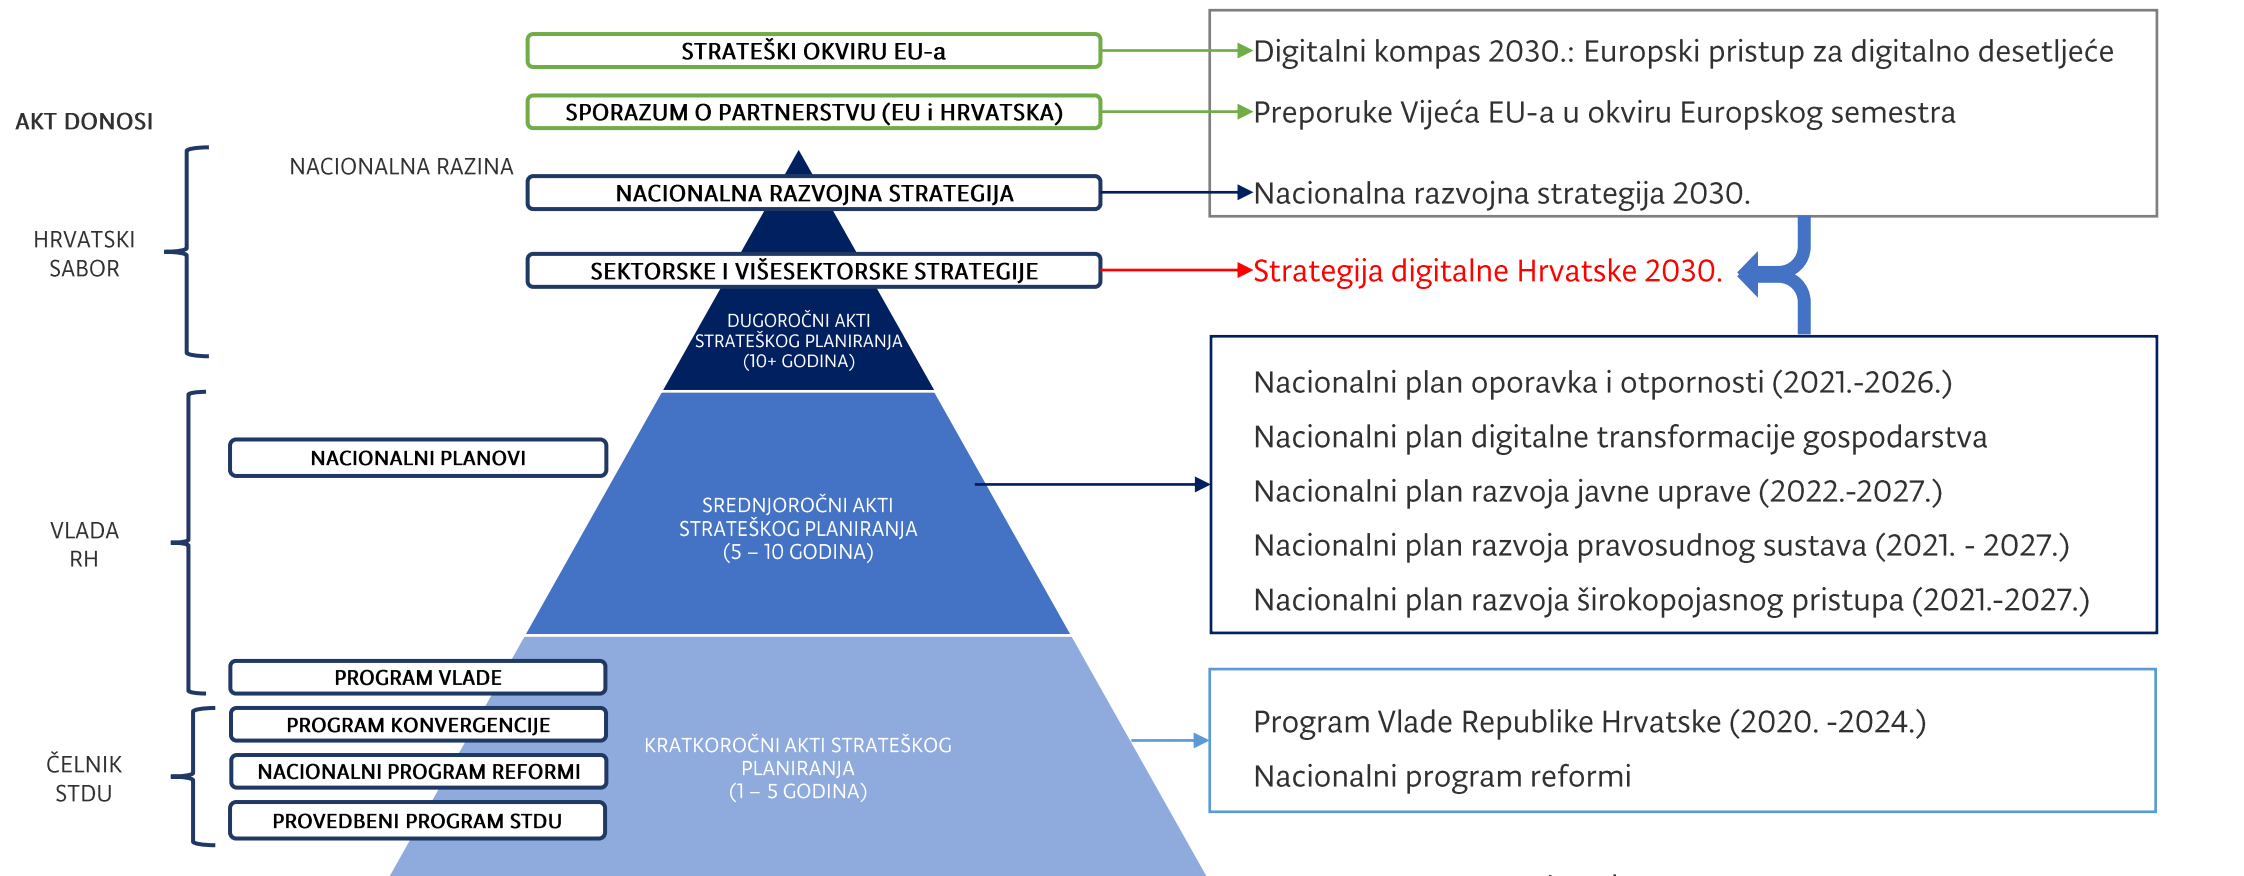 STRATEŠKI OKVIRU EU-a
Digitalni kompas 2030.: Europski pristup za digitalno desetljeće
SPORAZUM O PARTNERSTVU (EU i HRVATSKA)
Preporuke Vijeća EU-a u okviru Europskog semestra
AKT DONOSI
NACIONALNA RAZINA
NACIONALNA RAZVOJNA STRATEGIJA
Nacionalna razvojna strategija 2030.
HRVATSKI
SABOR
SEKTORSKE I VIŠESEKTORSKE STRATEGIJE
Strategija digitalne Hrvatske 2030.
DUGOROČNI AKTI
STRATEŠKOG PLANIRANJA
(10+ GODINA)
Nacionalni plan oporavka i otpornosti (2021.-2026.)
Nacionalni plan digitalne transformacije gospodarstva
Nacionalni plan razvoja javne uprave (2022.-2027.)
Nacionalni plan razvoja pravosudnog sustava (2021. - 2027.)
Nacionalni plan razvoja širokopojasnog pristupa (2021.-2027.)
NACIONALNI PLANOVI
SREDNJOROČNI AKTI
STRATEŠKOG PLANIRANJA
(5 – 10 GODINA)
VLADA
RH
PROGRAM VLADE
PROGRAM KONVERGENCIJE
NACIONALNI PROGRAM REFORMI
PROVEDBENI PROGRAM STDU
ČELNIK
STDU
KRATKOROČNI AKTI STRATEŠKOG
PLANIRANJA
(1 – 5 GODINA)
Program Vlade Republike Hrvatske (2020. -2024.)
Nacionalni program reformi